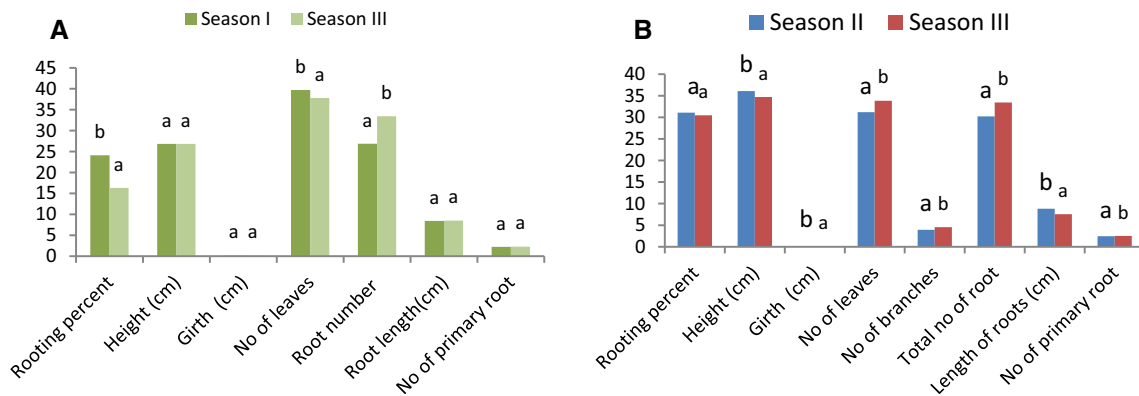 A
Season I Season III
45
40
35
30
25
20
15
10
5
0
b a
a a
a a
b a
a b
a a
a a
Rooting percent
Height (cm)
Girth (cm)
No of leaves
Root number
Root length(cm)
No of primary root
B
Season II Season III
40
35
30
25
20
15
10
5
0
a a
b a
b a
a b
a b
a b
b a
a b
Rooting percent
Height (cm)
Girth (cm)
No of leaves
No of branches
Total no of root
Length of roots (cm)
No of primary root